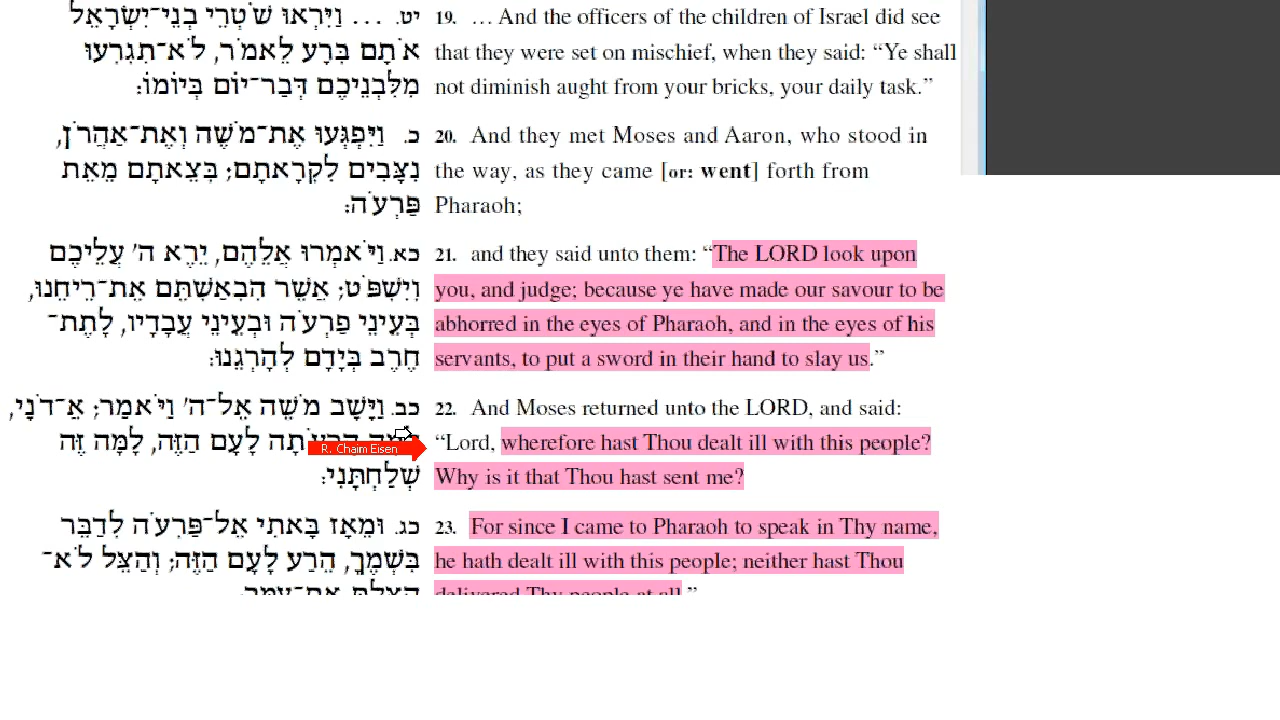 יט. ... וַיִּרְאוּ שֹׁטְרֵי בְנֵי־יִשְׂרָאֵל
אֹתָם בְּרָע לֵאמֹר, לֹא־תִגְרְעוּ
מִלִּבְנֵיכֶם דְּבַר־יוֹם בְּיוֹמוֹ:
19. ... And the officers of the children of Israel did see
that they were set on mischief, when they said: “Ye shall
not diminish aught from your bricks, your daily task.”
כ. וַיִּפְגְּעוּ אֶת־מֹשֶׁה וְאֶת־אַהֲרֹן,
נִצָּבִים לִקְרָאתָם; בְּצֵאתָם מֵאֵת
פַּרְעֹה:
20. And they met Moses and Aaron, who stood in
the way, as they came [or: went] forth from
Pharaoh;
כא. וַיֹּאמְרוּ אֲלֵהֶם, יֵרֶא ה' עֲלֵיכֶם
וְיִשְׁפֹּט; אֲשֶׁר הִבְאַשְׁתֶּם אֶת־רֵיחֵנוּ,
בְּעֵינֵי פַרְעֹה וּבְעֵינֵי עֲבָדָיו, לָתֶת־
חֶרֶב בְּיָדָם לְהָרְגֵנוּ:
21. and they said unto them: “The LORD look upon
you, and judge; because ye have made our savour to be
abhorred in the eyes of Pharaoh, and in the eyes of his
servants, to put a sword in their hand to slay us.”
כב. וַיָּשָׁב מֹשֶׁה אֶל־ה' וַיֹּאמַר; אֲ־דֹנָי,
לָעָם הַזֶּה, לָמָּה זֶּה
שְׁלַחְתָּנִי:
R. Chaim Eisen
22. And Moses returned unto the LORD, and said:
“Lord, wherefore hast Thou dealt ill with this people?
Why is it that Thou hast sent me?
כג. וּמֵאָז בָּאתִי אֶל־פַּרְעֹה לְדַבֵּר
בִּשְׁמֶךָ, הֵרַע לָעָם הַזֶּה; וְהַצֵּל לֹא־
23. For since I came to Pharaoh to speak in Thy name,
he hath dealt ill with this people; neither hast Thou
delivered Thy people at all.”